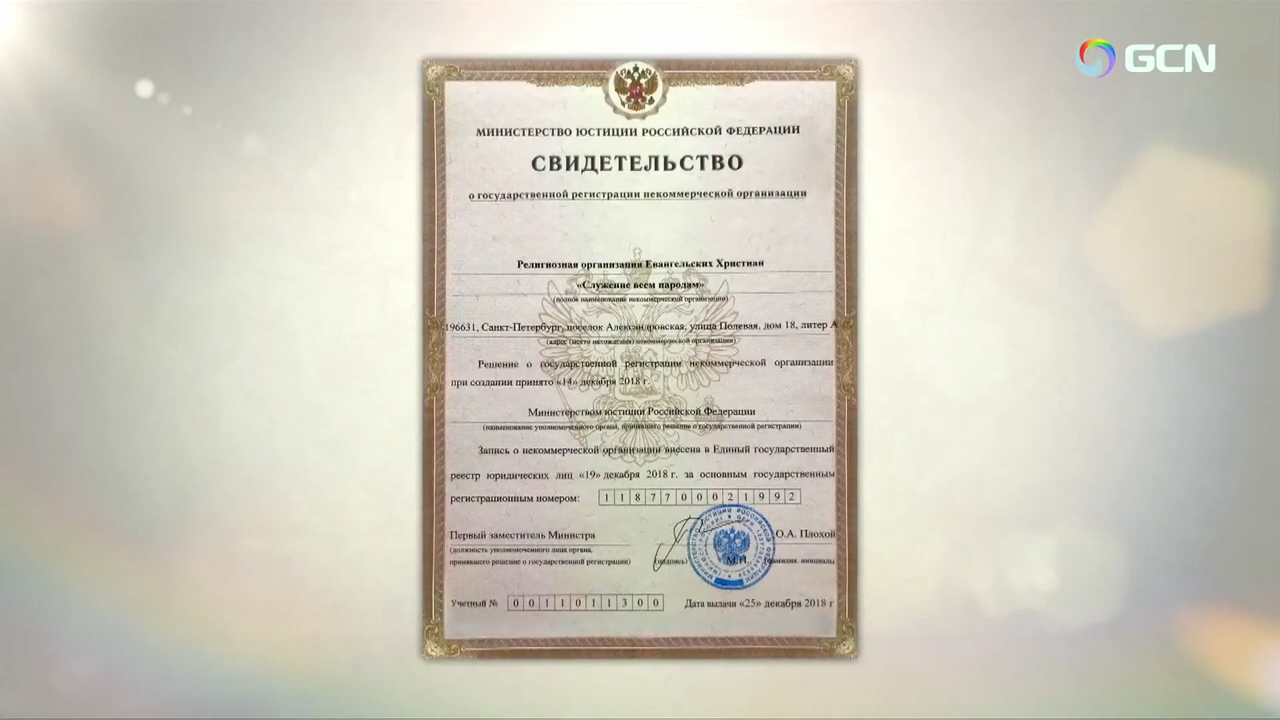 GCN
МИНИСТЕРСТВО ЮСТИЦИИ РОССИЙСКОЙ ФЕДЕРАЦИИ
СВИДЕТЕЛЬСТВО
о государственной регистрации некоммерческой организации
Религиозная организация Евангельских Христиан
«Служение всем народам»
(полное наименование некоммерческой организации)
196631, Санкт-Петербург, поселок Александровская, улица Полевая, дом 18, литер А
(адрес (место нахождения) некоммерческой организации)
Решение о государственной регистрации некоммерческой организации
при создании принято «14» декабря 2018 г.
Министерством юстиции Российской Федерации
(наименование уполномоченного органа, принявшего решение о государственной регистрации)
Запись о некоммерческой организации внесена в Единый государственный
реестр юридических лиц «19» декабря 2018 г. за основным государственным
регистрационным номером: 1187700021992
Первый заместитель Министра О.А. Плохой
(должность уполномоченного лица органа,
принявшего решение о государственной регистрации) (подпись) М.П. инициалы
Учетный № 0011011300 Дата выдачи «25» декабря 2018 г